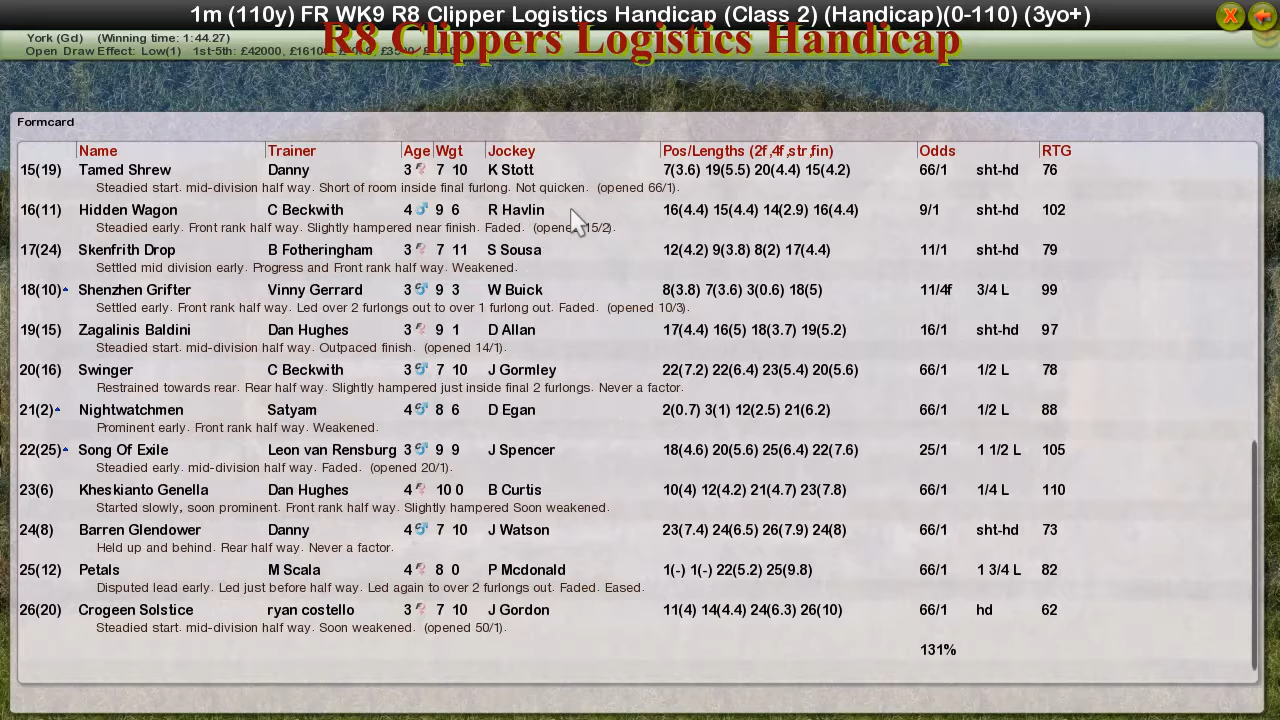 1m (110y) FR WK9 R8 Clipper Logistics Handicap (Class 2) (Handicap)(0-110) (3yo+)
R8 Clippers Logistics Handicap
York (Gd) (Winning time: 1:44.27)
Open Draw Effect: Low(1) 1st-5th: £42000,
Formcard
Name Trainer Age Wgt Jockey Pos/Lengths (2f,4f,str,fin) Odds RTG
15(19) Tamed Shrew Danny 3 7 10 K Stott 7(3.6) 19(5.5) 20(4.4) 15(4.2) 66/1 sht-hd 76
Steadied start. mid-division half way. Short of room inside final furlong. Not quicken. (opened 66/1).
16(11) Hidden Wagon C Beckwith 4 9 6 R Havlin 16(4.4) 15(4.4) 14(2.9) 16(4.4) 9/1 sht-hd 102
Steadied early. Front rank half way. Slightly hampered near finish. Faded. (opened 15/2).
17(24) Skenfrith Drop B Fotheringham 3 7 11 S Sousa 12(4.2) 9(3.8) 8(2) 17(4.4) 11/1 sht-hd 79
Settled mid division early. Progress and Front rank half way. Weakened.
18(10) Shenzhen Grifter Vinny Gerrard 3 9 3 W Buick 8(3.8) 7(3.6) 3(0.6) 18(5) 11/4f 3/4 L 99
Settled early. Front rank half way. Led over 2 furlongs out to over 1 furlong out. Faded. (opened 10/3).
19(15) Zagalinis Baldini Dan Hughes 3 9 1 D Allan 17(4.4) 16(5) 18(3.7) 19(5.2) 16/1 sht-hd 97
Steadied start. mid-division half way. Outpaced finish. (opened 14/1).
20(16) Swinger C Beckwith 3 7 10 J Gormley 22(7.2) 22(6.4) 23(5.4) 20(5.6) 66/1 1/2 L 78
Restrained towards rear. Rear half way. Slightly hampered just inside final 2 furlongs. Never a factor.
21(2) Nightwatchmen Satyam 4 8 6 D Egan 2(0.7) 3(1) 12(2.5) 21(6.2) 66/1 1/2 L 88
Prominent early. Front rank half way. Weakened.
22(25) Song Of Exile Leon van Rensburg 3 9 9 J Spencer 18(4.6) 20(5.6) 25(6.4) 22(7.6) 25/1 1 1/2 L 105
Steadied early. mid-division half way. Faded. (opened 20/1).
23(6) Kheskianto Genella Dan Hughes 4 10 0 B Curtis 10(4) 12(4.2) 21(4.7) 23(7.8) 66/1 1/4 L 110
Started slowly, soon prominent. Front rank half way. Slightly hampered Soon weakened.
24(8) Barren Glendower Danny 4 7 10 J Watson 23(7.4) 24(6.5) 26(7.9) 24(8) 66/1 sht-hd 73
Held up and behind. Rear half way. Never a factor.
25(12) Petals M Scala 4 8 0 P Mcdonald 1(-) 1(-) 22(5.2) 25(9.8) 66/1 1 3/4 L 82
Disputed lead early. Led just before half way. Led again to over 2 furlongs out. Faded. Eased.
26(20) Crogeen Solstice ryan costello 3 7 10 J Gordon 11(4) 14(4.4) 24(6.3) 26(10) 66/1 hd 62
Steadied start. mid-division half way. Soon weakened. (opened 50/1).
131%